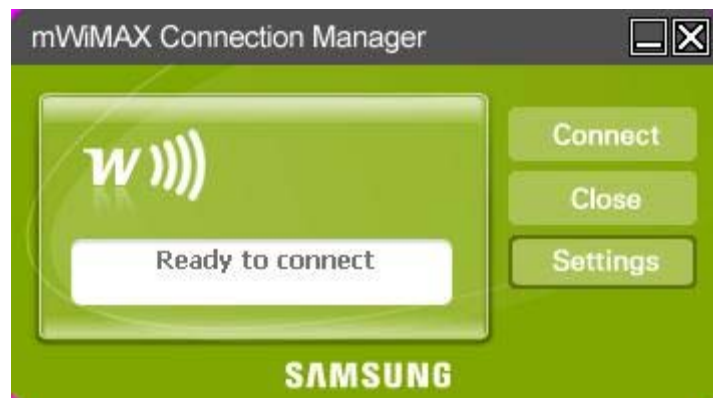 mWiMAX Connection Manager
w
Connect
Close
Ready to connect
Settings
SAMSUNG